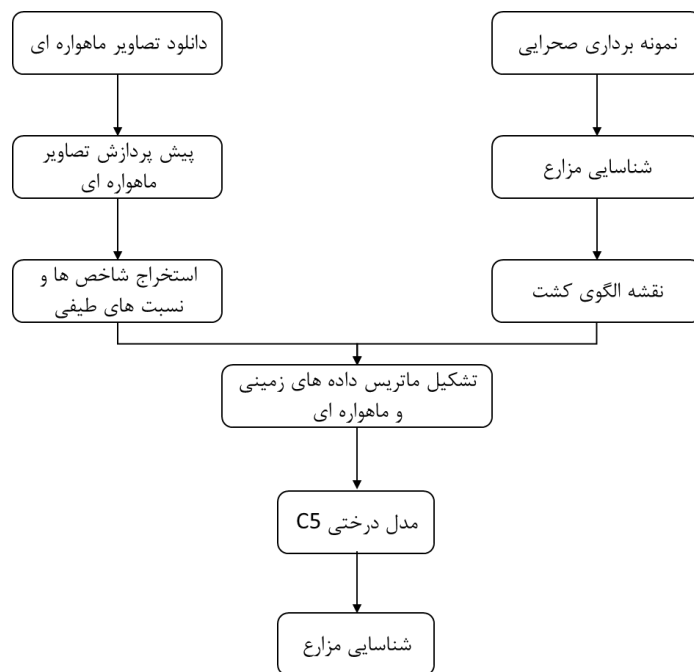 نمونه برداری صحرایی
دانلود تصاویر ماهواره ای
شناسایی مزارع
پیش پردازش تصاویر
ماهواره ای
نقشه الگوی کشت
استخراج شاخص ها و
نسبت های طیفی
تشکیل ماتریس داده های زمینی
و ماهواره ای
مدل درختی C5
شناسایی مزارع